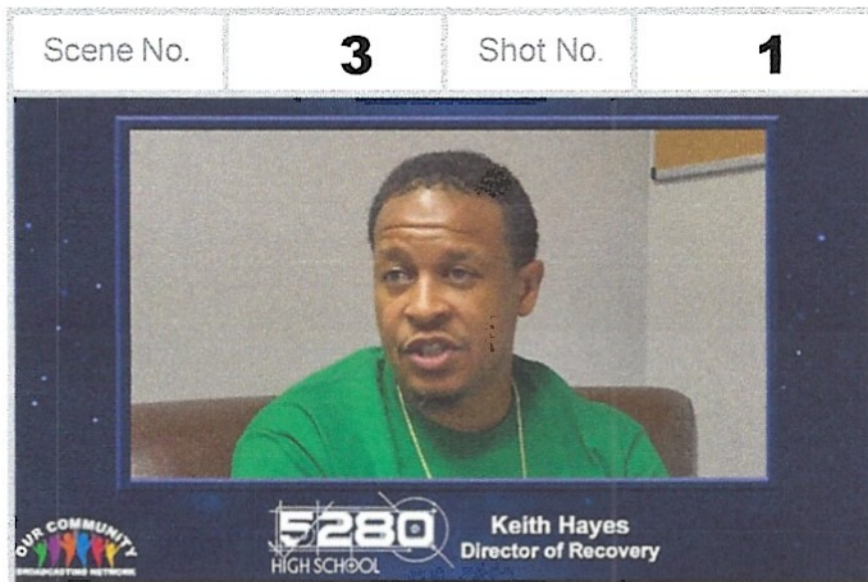 Scene No. 3 Shot No. 1
OUR COMMUNITY
BROADCASTING NETWORK
5280
HIGH SCHOOL
Keith Hayes
Director of Recovery